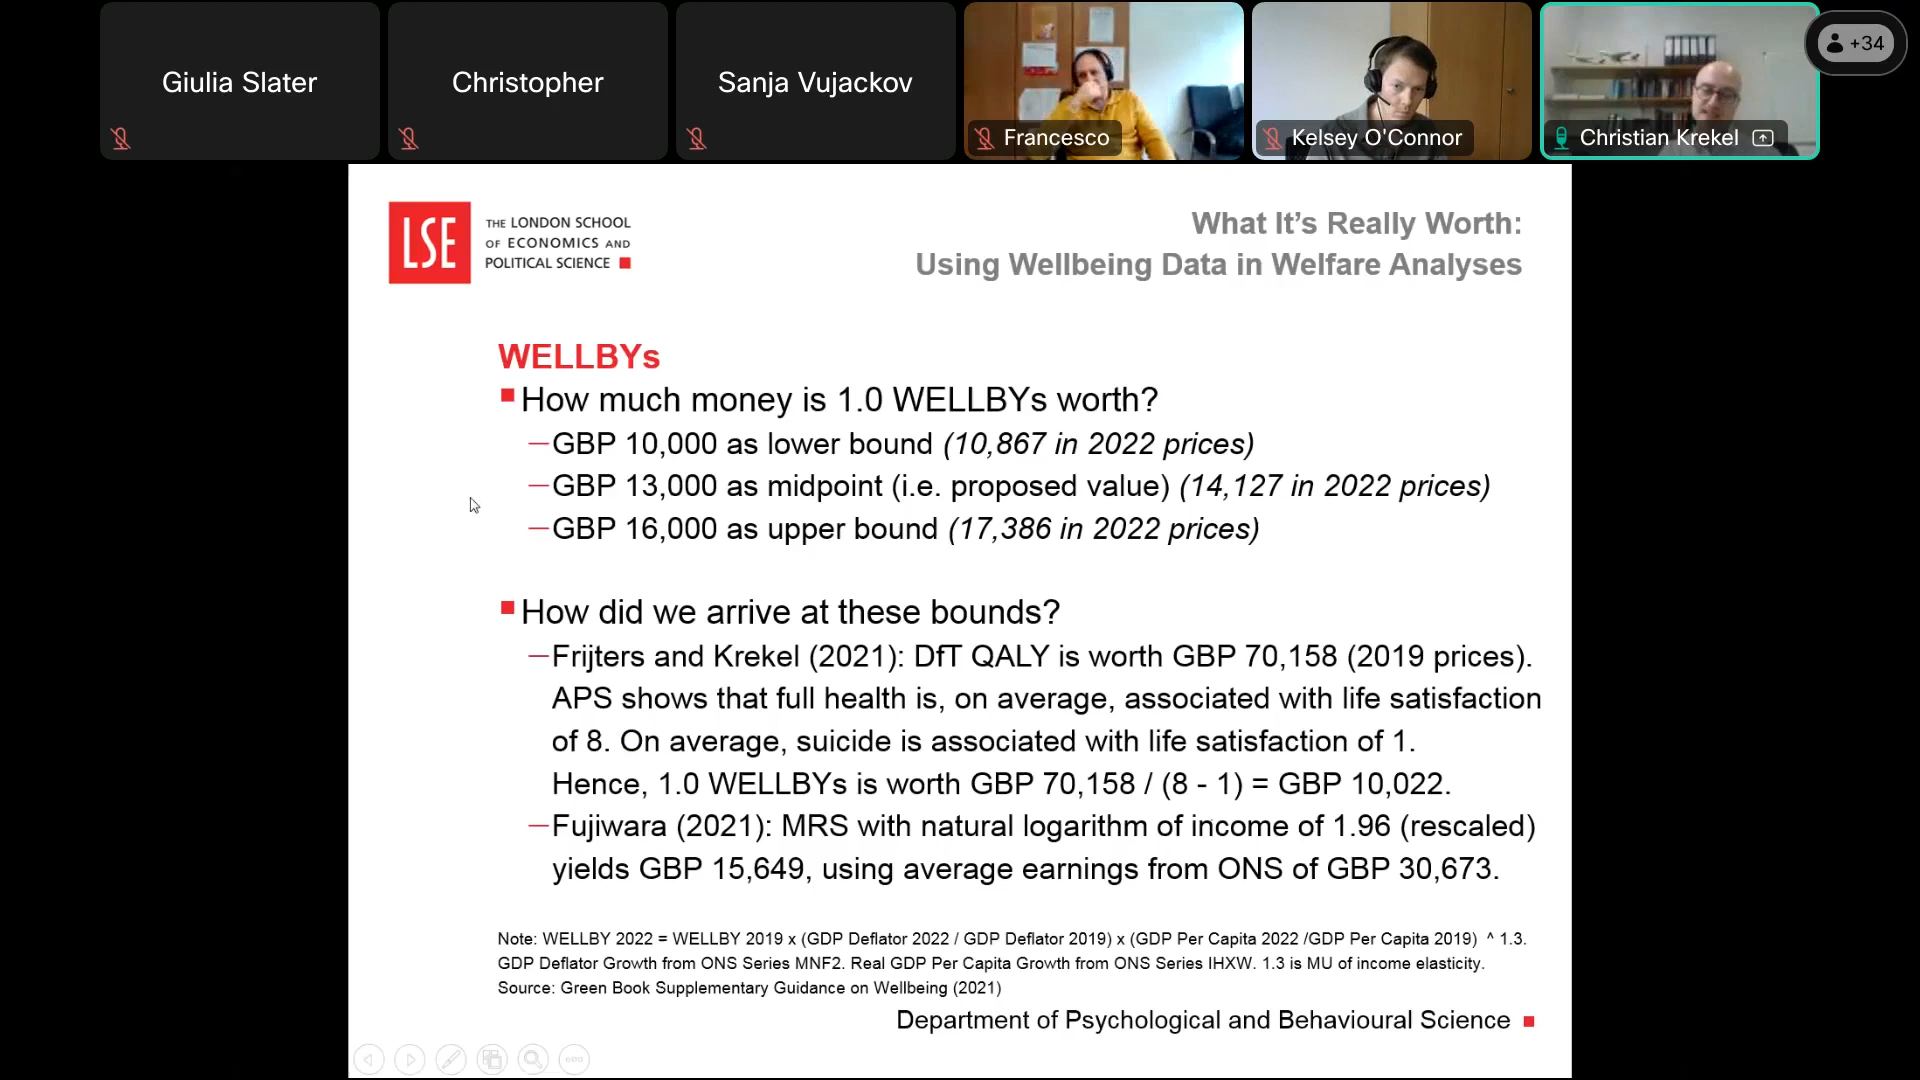 Giulia Slater
Christopher
Sanja Vujackov
Francesco
Kelsey O'Connor
Christian Krekel
+34
LSE
THE LONDON SCHOOL
OF ECONOMICS AND
POLITICAL SCIENCE
What It’s Really Worth:
Using Wellbeing Data in Welfare Analyses
WELLBYs
How much money is 1.0 WELLBYs worth?
—GBP 10,000 as lower bound (10,867 in 2022 prices)
—GBP 13,000 as midpoint (i.e. proposed value) (14,127 in 2022 prices)
—GBP 16,000 as upper bound (17,386 in 2022 prices)
How did we arrive at these bounds?
—Frijters and Krekel (2021): DfT QALY is worth GBP 70,158 (2019 prices).
APS shows that full health is, on average, associated with life satisfaction
of 8. On average, suicide is associated with life satisfaction of 1.
Hence, 1.0 WELLBYs is worth GBP 70,158 / (8 - 1) = GBP 10,022.
—Fujiwara (2021): MRS with natural logarithm of income of 1.96 (rescaled)
yields GBP 15,649, using average earnings from ONS of GBP 30,673.
Note: WELLBY 2022 = WELLBY 2019 x (GDP Deflator 2022 / GDP Deflator 2019) x (GDP Per Capita 2022 /GDP Per Capita 2019) ^ 1.3.
GDP Deflator Growth from ONS Series MNF2. Real GDP Per Capita Growth from ONS Series IHXW. 1.3 is MU of income elasticity.
Source: Green Book Supplementary Guidance on Wellbeing (2021)
Department of Psychological and Behavioural Science